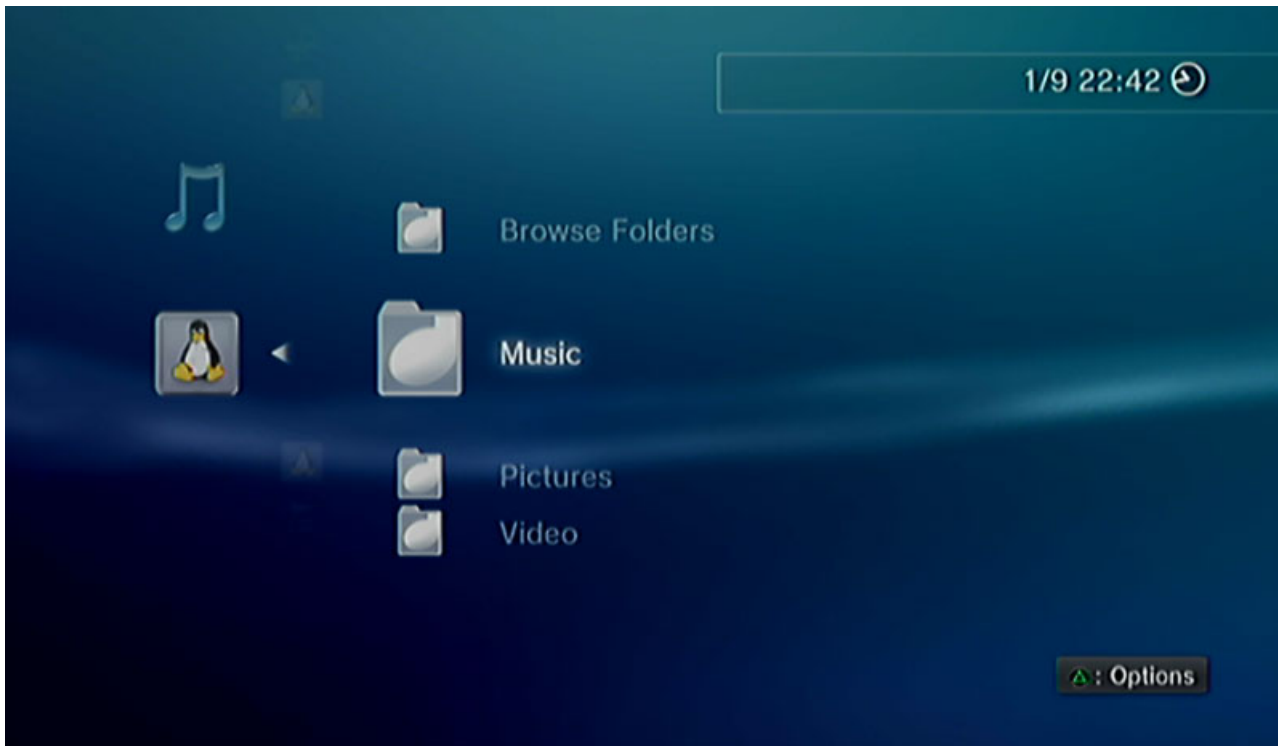 1/9 22:42
Browse Folders
Music
Pictures
Video
: Options